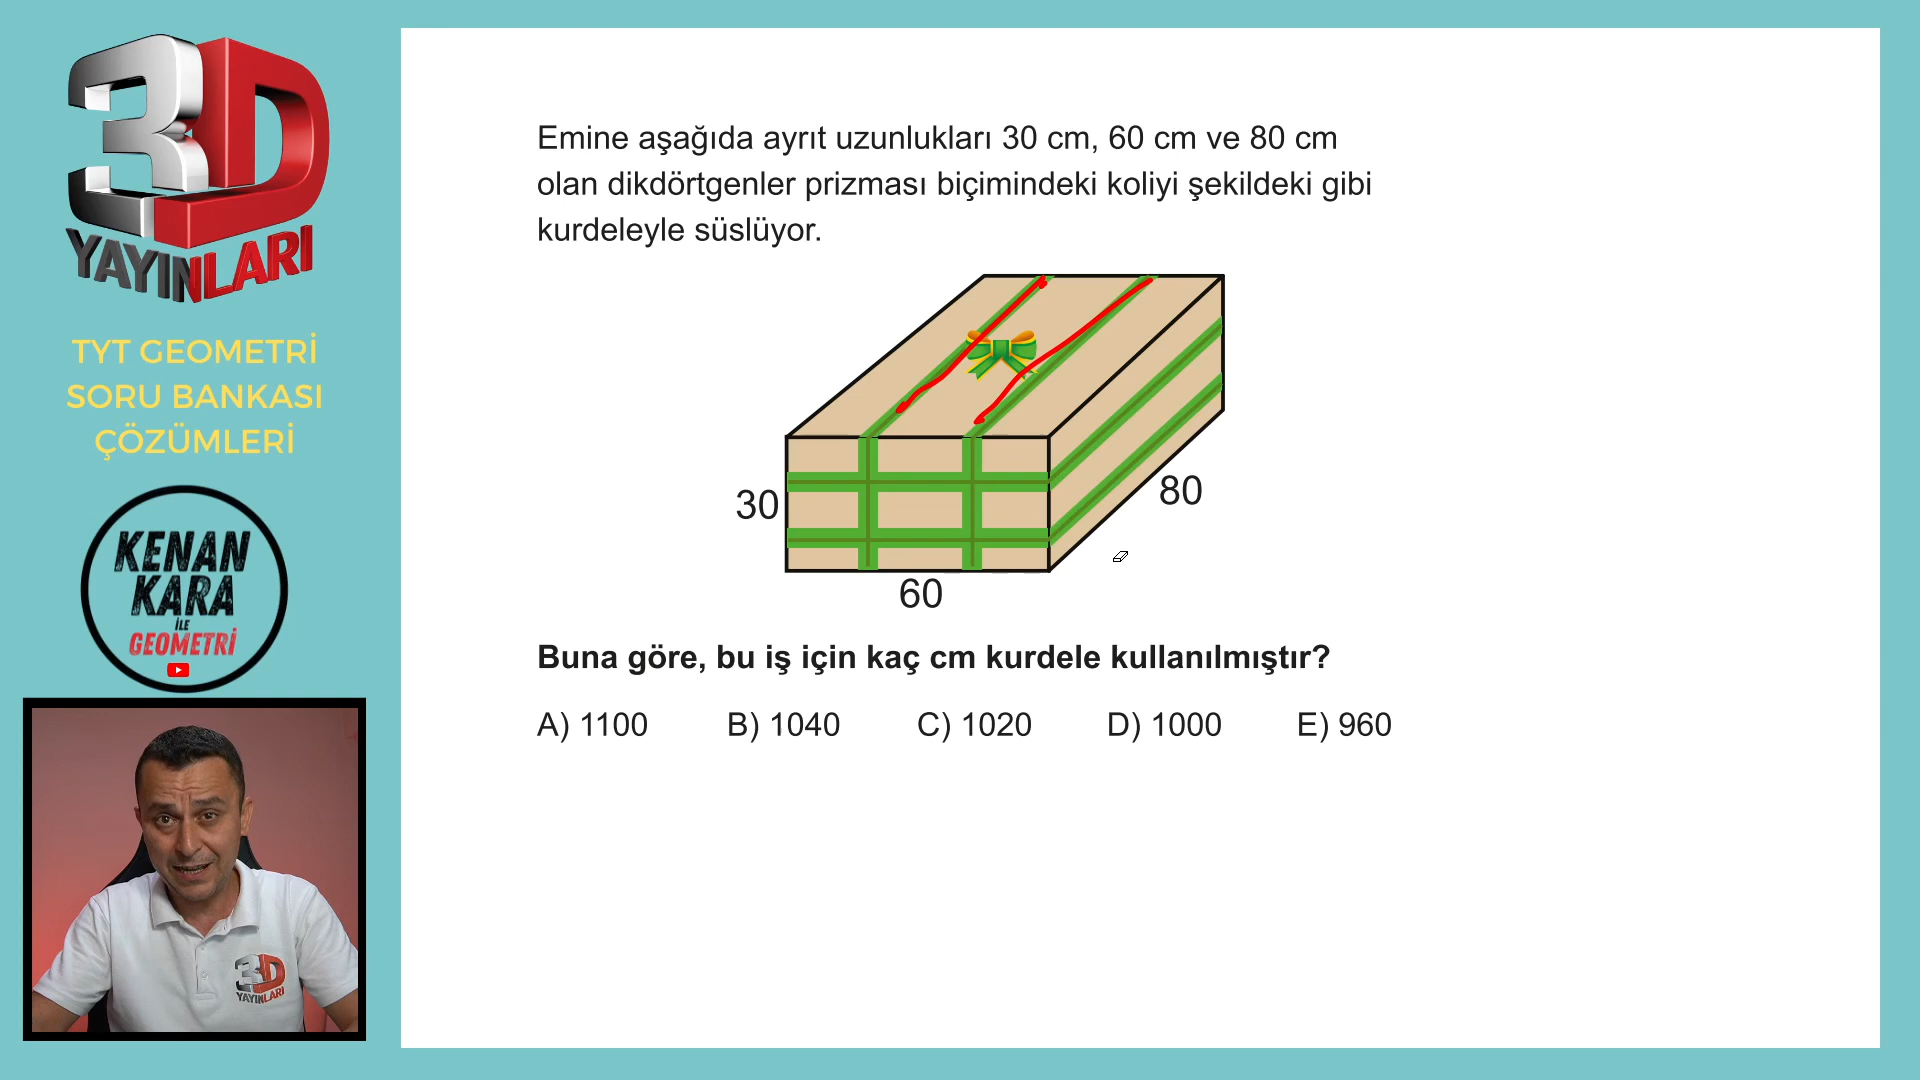 3D
YAYINLARI
TYT GEOMETRİ
SORU BANKASI
ÇÖZÜMLERİ
KENAN
KARA
İLE
GEOMETRİ
3D
YAYINLARI
Emine aşağıda ayrıt uzunlukları 30 cm, 60 cm ve 80 cm
olan dikdörtgenler prizması biçimindeki koliyi şekildeki gibi
kurdeleyle süslüyor.
30
80
60
Buna göre, bu iş için kaç cm kurdele kullanılmıştır?
A) 1100 B) 1040 C) 1020 D) 1000 E) 960